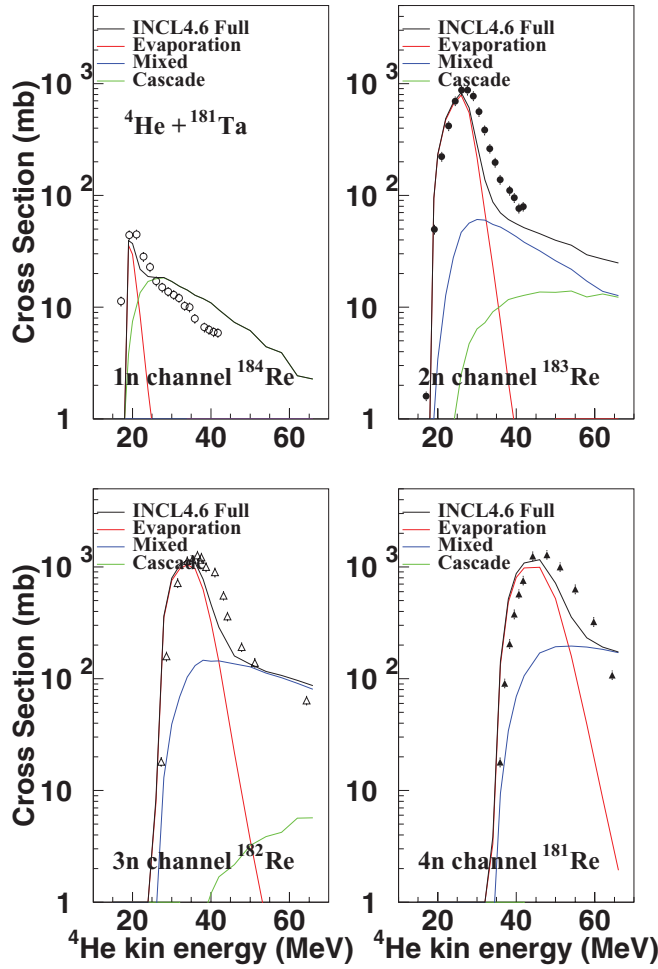 INCL4.6 Full
Evaporation
Mixed
Cascade
⁴He + ¹⁸¹Ta
Cross Section (mb)
10³
10²
10
1
20 40 60
1n channel ¹⁸⁴Re
INCL4.6 Full
Evaporation
Mixed
Cascade
10³
10²
10
1
20 40 60
2n channel ¹⁸³Re
INCL4.6 Full
Evaporation
Mixed
Cascade
Cross Section (mb)
10³
10²
10
1
20 40 60
3n channel ¹⁸²Re
⁴He kin energy (MeV)
INCL4.6 Full
Evaporation
Mixed
Cascade
10³
10²
10
1
20 40 60
4n channel ¹⁸¹Re
⁴He kin energy (MeV)